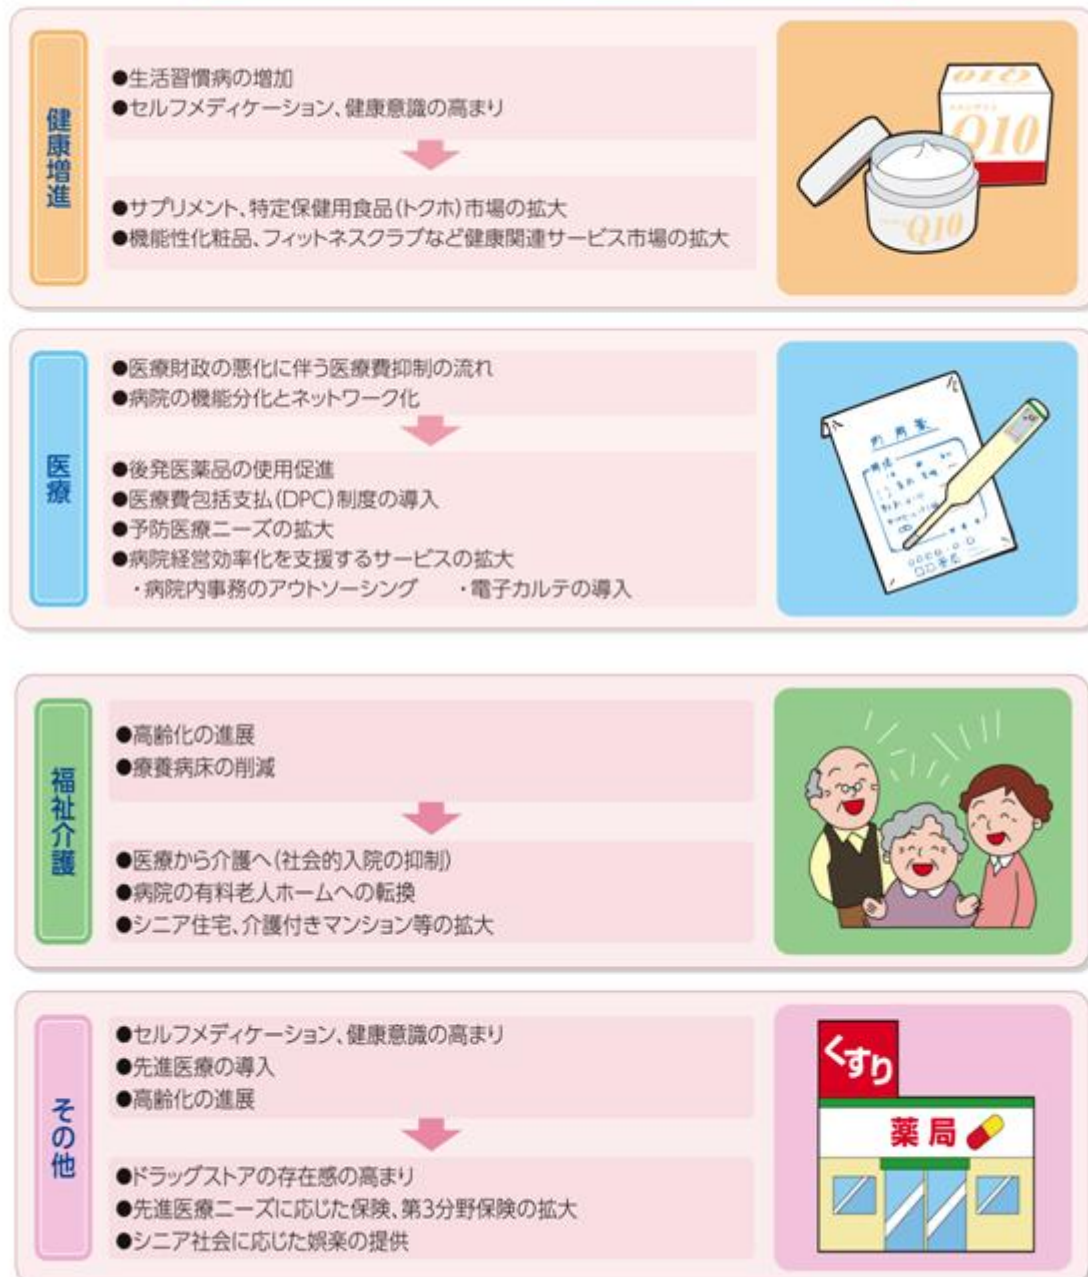 健康増進
●生活習慣病の増加
●セルフメディケーション、健康意識の高まり
●サプリメント、特定保健用食品(トクホ)市場の拡大
●機能性化粧品、フィットネスクラブなど健康関連サービス市場の拡大
Q10
Q10
Q10
医療
●医療財政の悪化に伴う医療費抑制の流れ
●病院の機能分化とネットワーク化
●後発医薬品の使用促進
●医療費包括支払(DPC)制度の導入
●予防医療ニーズの拡大
●病院経営効率化を支援するサービスの拡大
・病院内事務のアウトソーシング　・電子カルテの導入
内用薬
福祉介護
●高齢化の進展
●療養病床の削減
●医療から介護へ(社会的入院の抑制)
●病院の有料老人ホームへの転換
●シニア住宅、介護付きマンション等の拡大
その他
●セルフメディケーション、健康意識の高まり
●先進医療の導入
●高齢化の進展
●ドラッグストアの存在感の高まり
●先進医療ニーズに応じた保険、第3分野保険の拡大
●シニア社会に応じた娯楽の提供
くすり
薬局